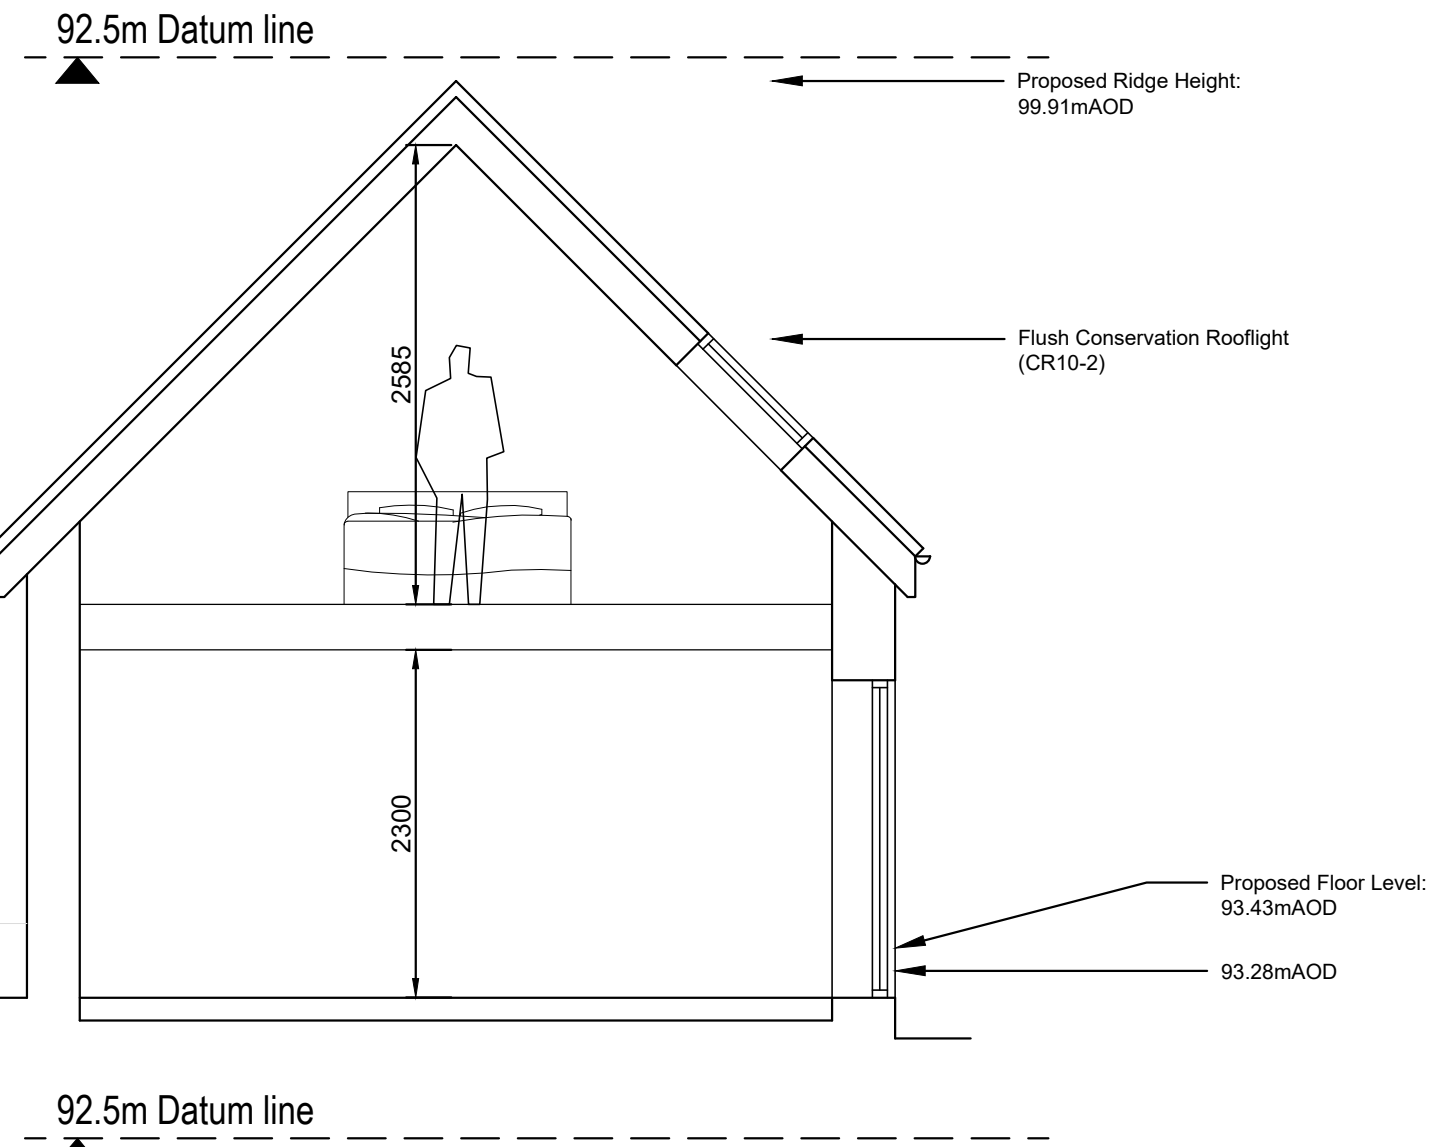 92.5m Datum line
Proposed Ridge Height:
99.91mAOD
Flush Conservation Rooflight
(CR10-2)
2585
2300
Proposed Floor Level:
93.43mAOD
93.28mAOD
92.5m Datum line